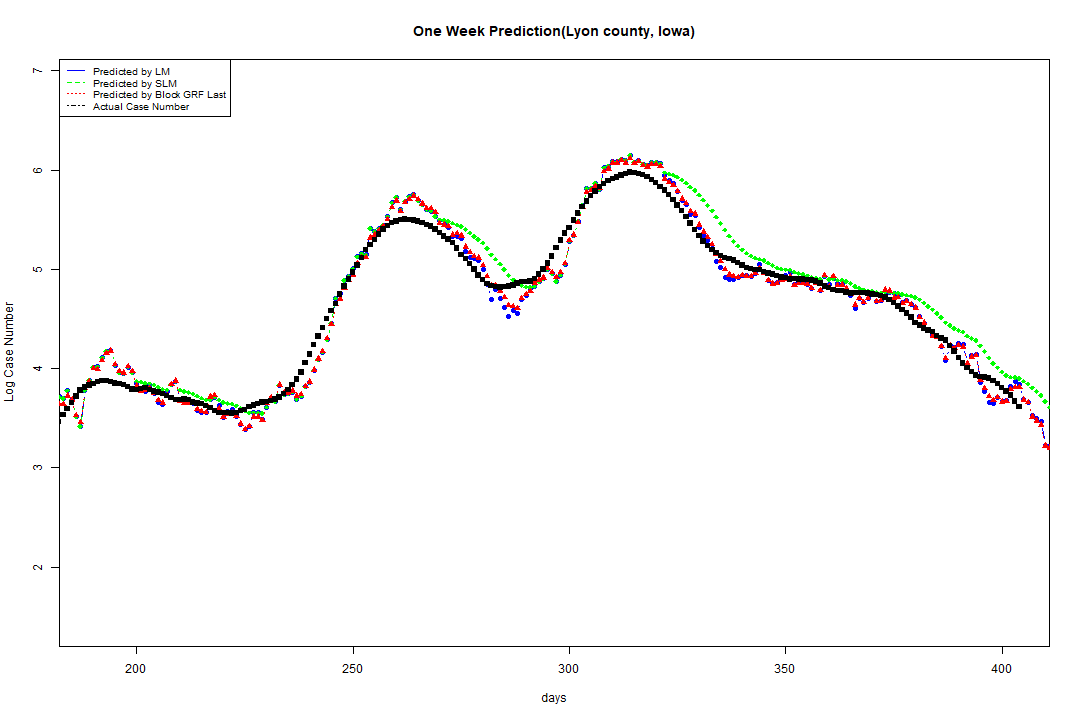 One Week Prediction(Lyon county, Iowa)
Predicted by LM
Predicted by SLM
Predicted by Block GRF Last
Actual Case Number
7
6
5
4
3
2
Log Case Number
200 250 300 350 400
days